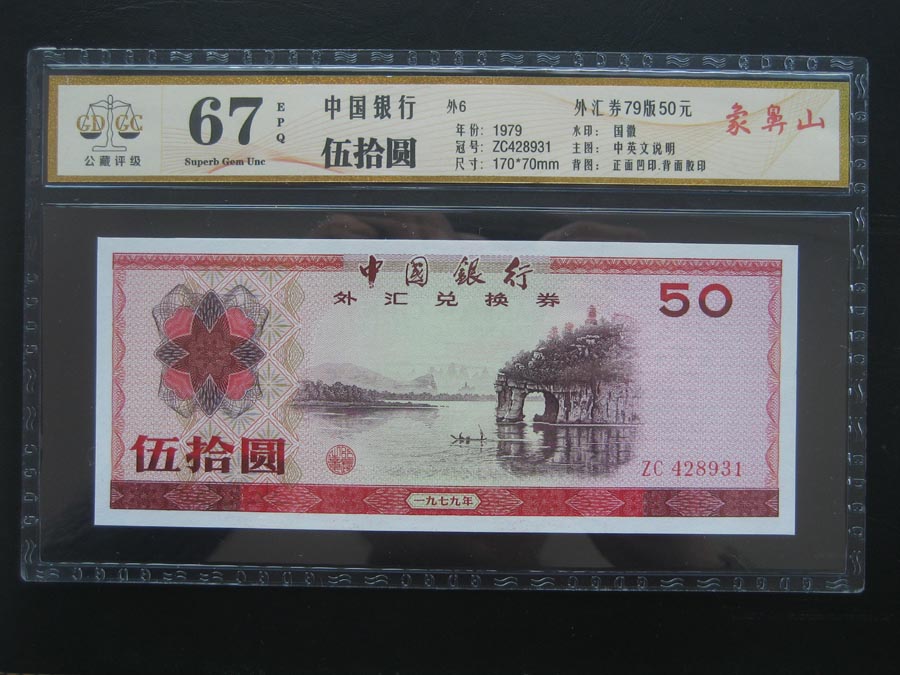 GDGC
公藏评级
67
EPQ
Superb Gem Unc
中国银行
伍拾圆
外6
年份: 1979
冠号: ZC428931
尺寸: 170*70mm
外汇券79版50元
水印: 国徽
主图: 中英文说明
背图: 正面凹印.背面胶印
象鼻山
中国銀行
外汇兑换券
50
伍拾圆
ZC 428931
一九七九年